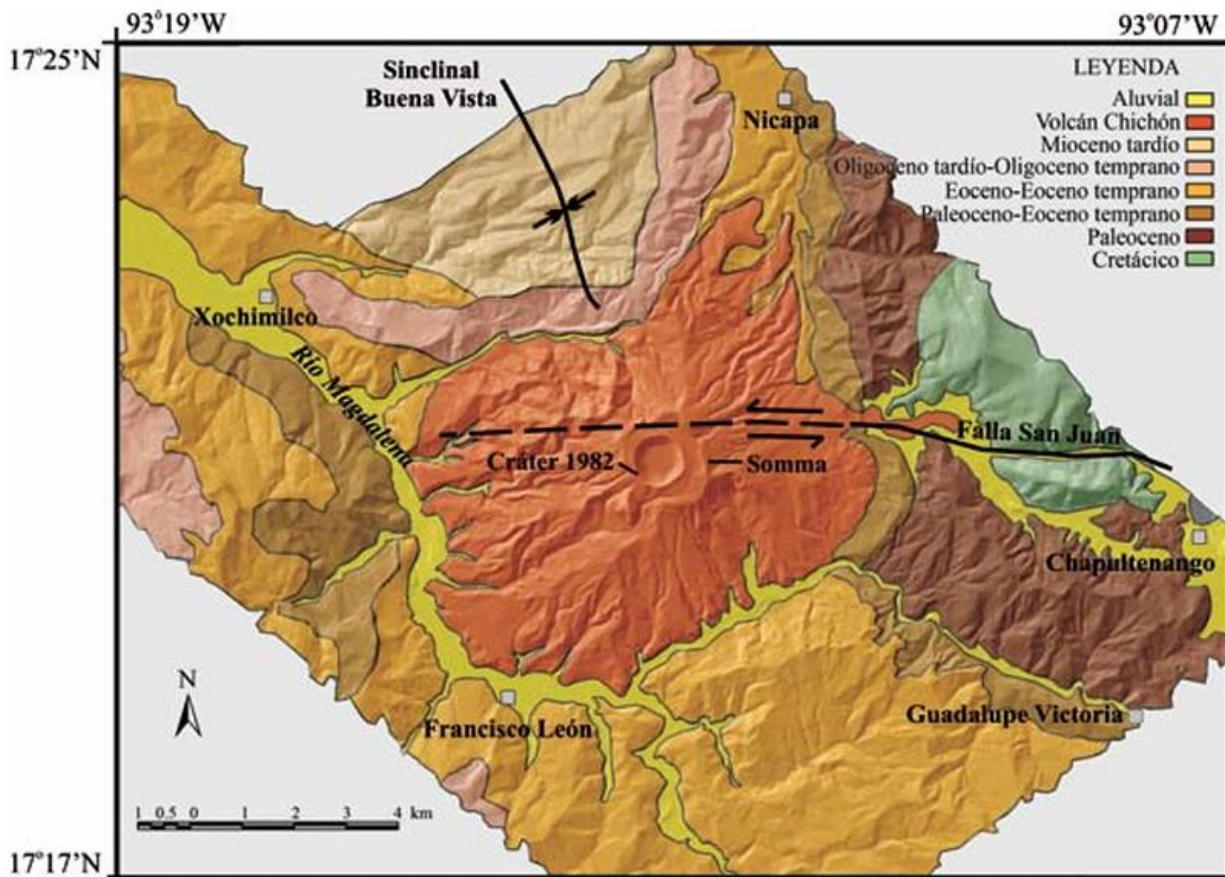 93°19’W
93°07’W
17°25’N
Sinclinal
Buena Vista
Nicapa
LEYENDA
Aluvial
Volcán Chichón
Mioceno tardío
Oligoceno tardío-Oligoceno temprano
Eoceno-Eoceno temprano
Paleoceno-Eoceno temprano
Paleoceno
Cretácico
Xochimilco
Río Magdalena
Falla San Juan
Cráter 1982
Somma
Chapultenango
N
Francisco León
Guadalupe Victoria
1 0.5 0 1 2 3 4 km
17°17’N